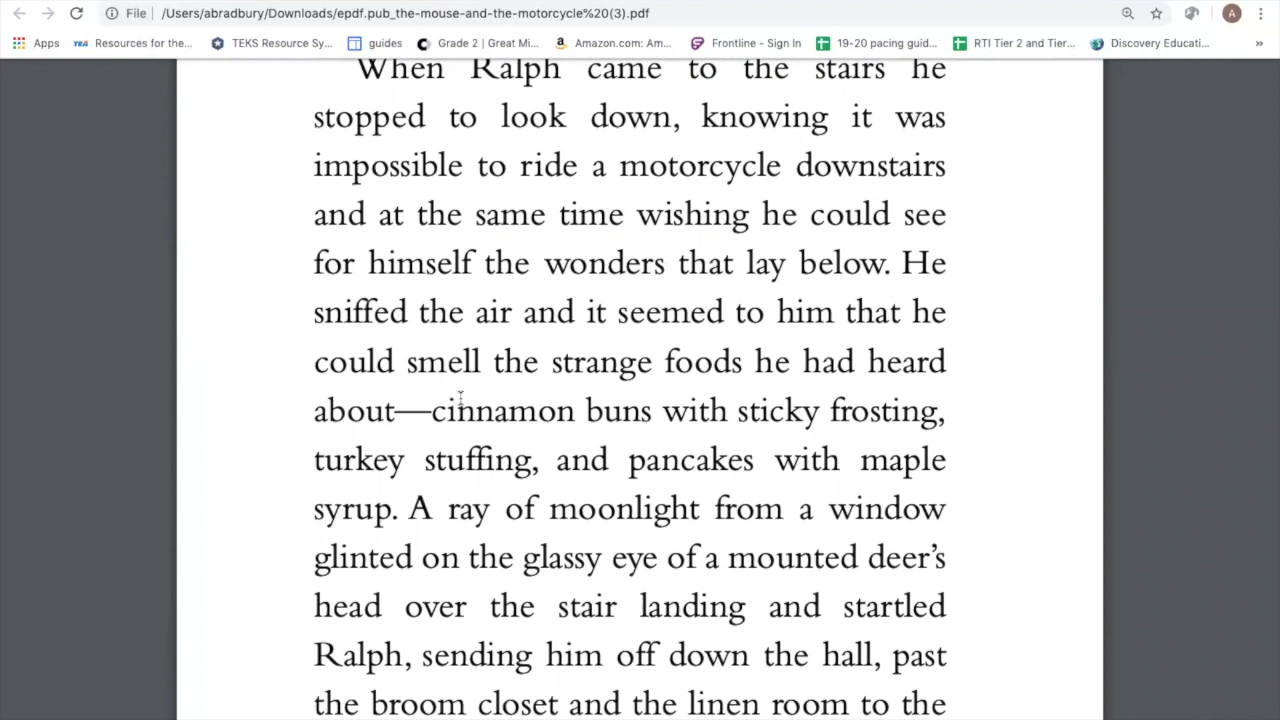 File /Users/abradbury/Downloads/epdf.pub_the-mouse-and-the-motorcycle%20(3).pdf A
Apps TEA Resources for the... TEKS Resource Sy... guides Grade 2 | Great Mi... Amazon.com: Am... Frontline - Sign In 19-20 pacing guid... RTI Tier 2 and Tier... Discovery Educati... »
When Ralph came to the stairs he
stopped to look down, knowing it was
impossible to ride a motorcycle downstairs
and at the same time wishing he could see
for himself the wonders that lay below. He
sniffed the air and it seemed to him that he
could smell the strange foods he had heard
about—cinnamon buns with sticky frosting,
turkey stuffing, and pancakes with maple
syrup. A ray of moonlight from a window
glinted on the glassy eye of a mounted deer’s
head over the stair landing and startled
Ralph, sending him off down the hall, past
the broom closet and the linen room to the